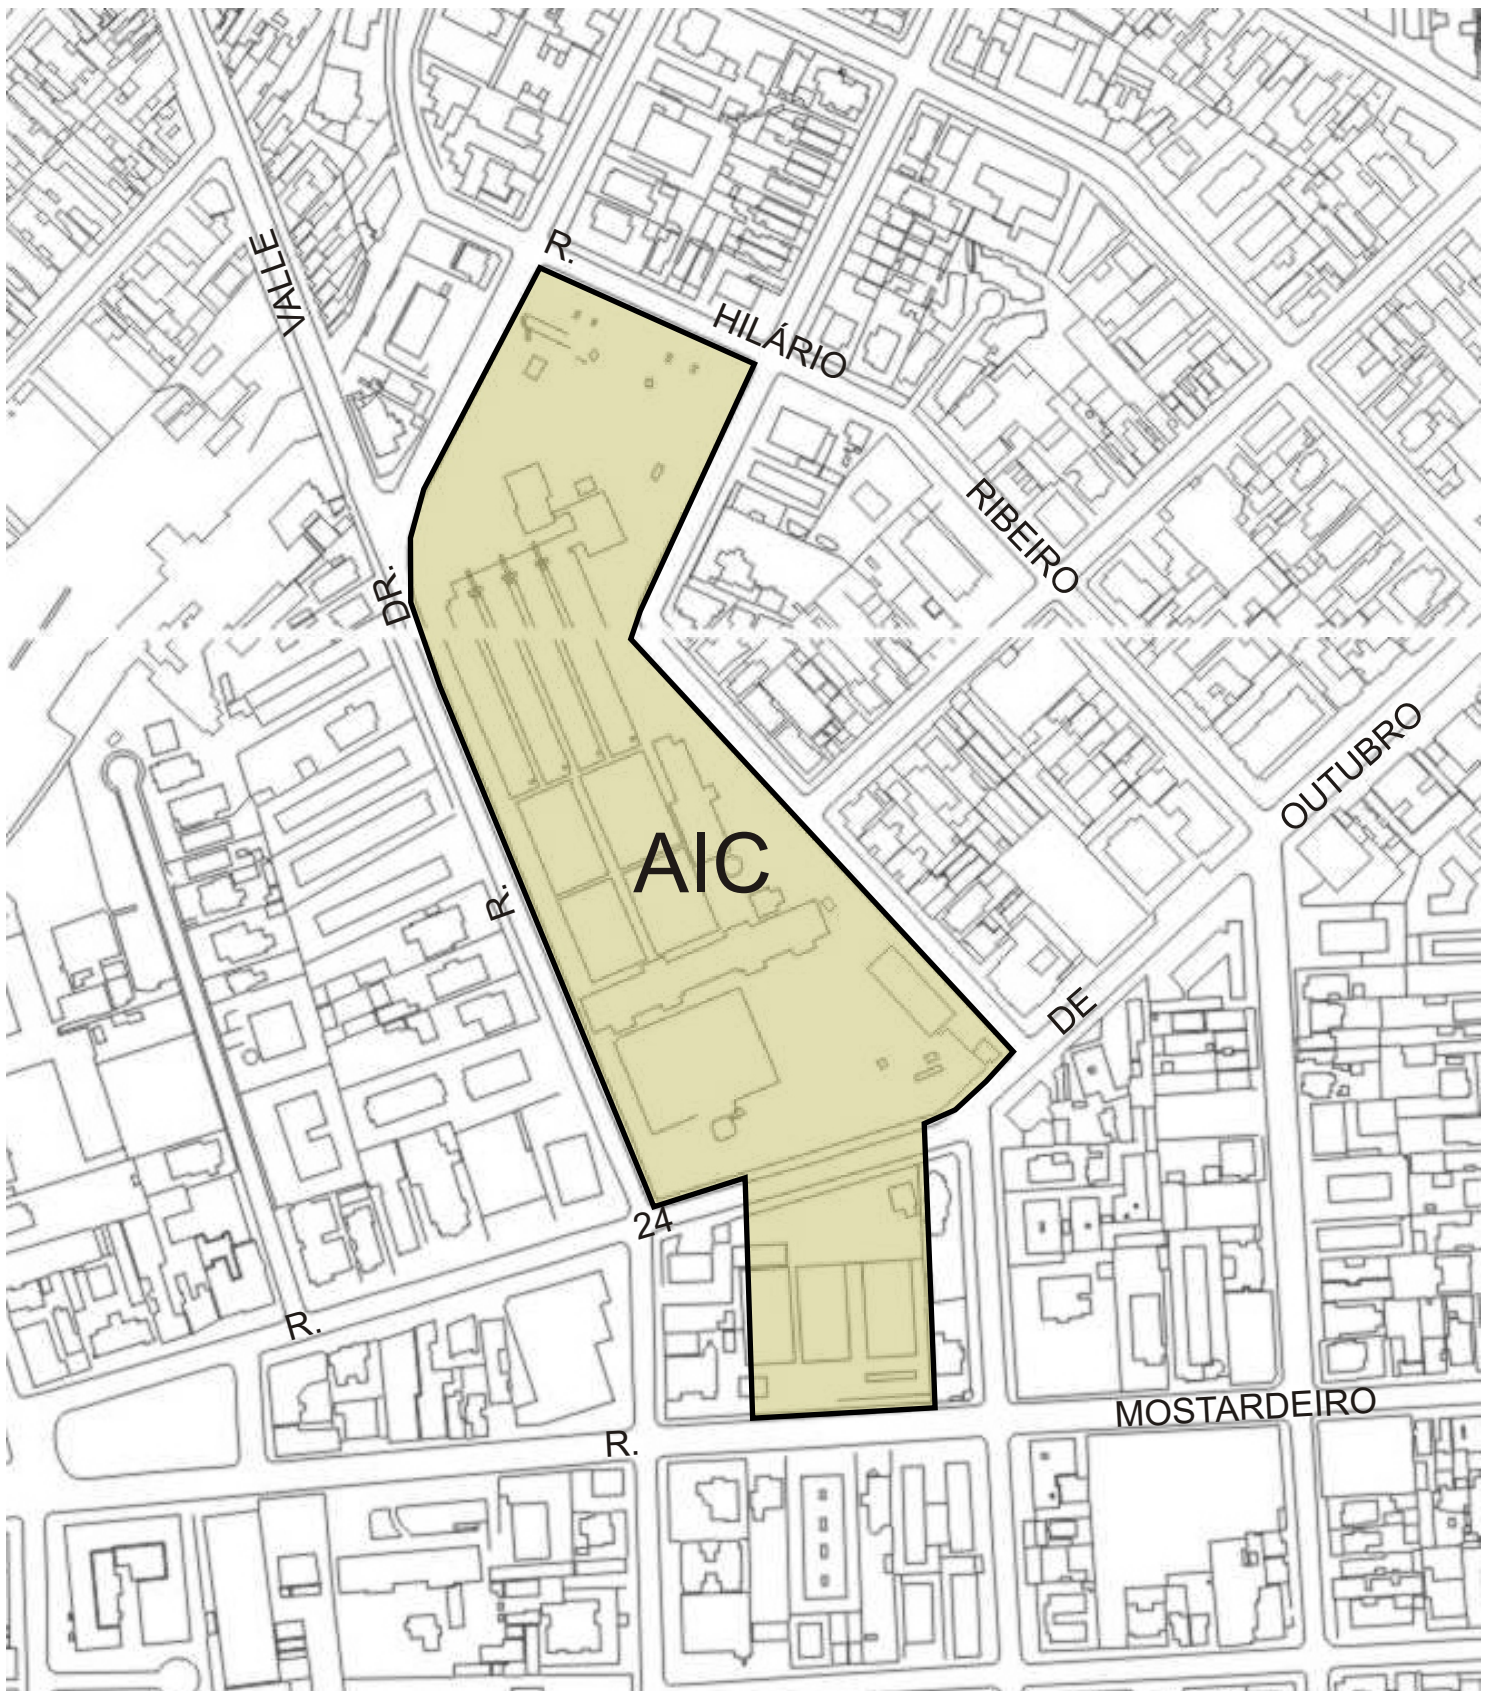 R. HILÁRIO RIBEIRO
R. DR. VALLE
AIC
R. 24 DE OUTUBRO
R. MOSTARDEIRO